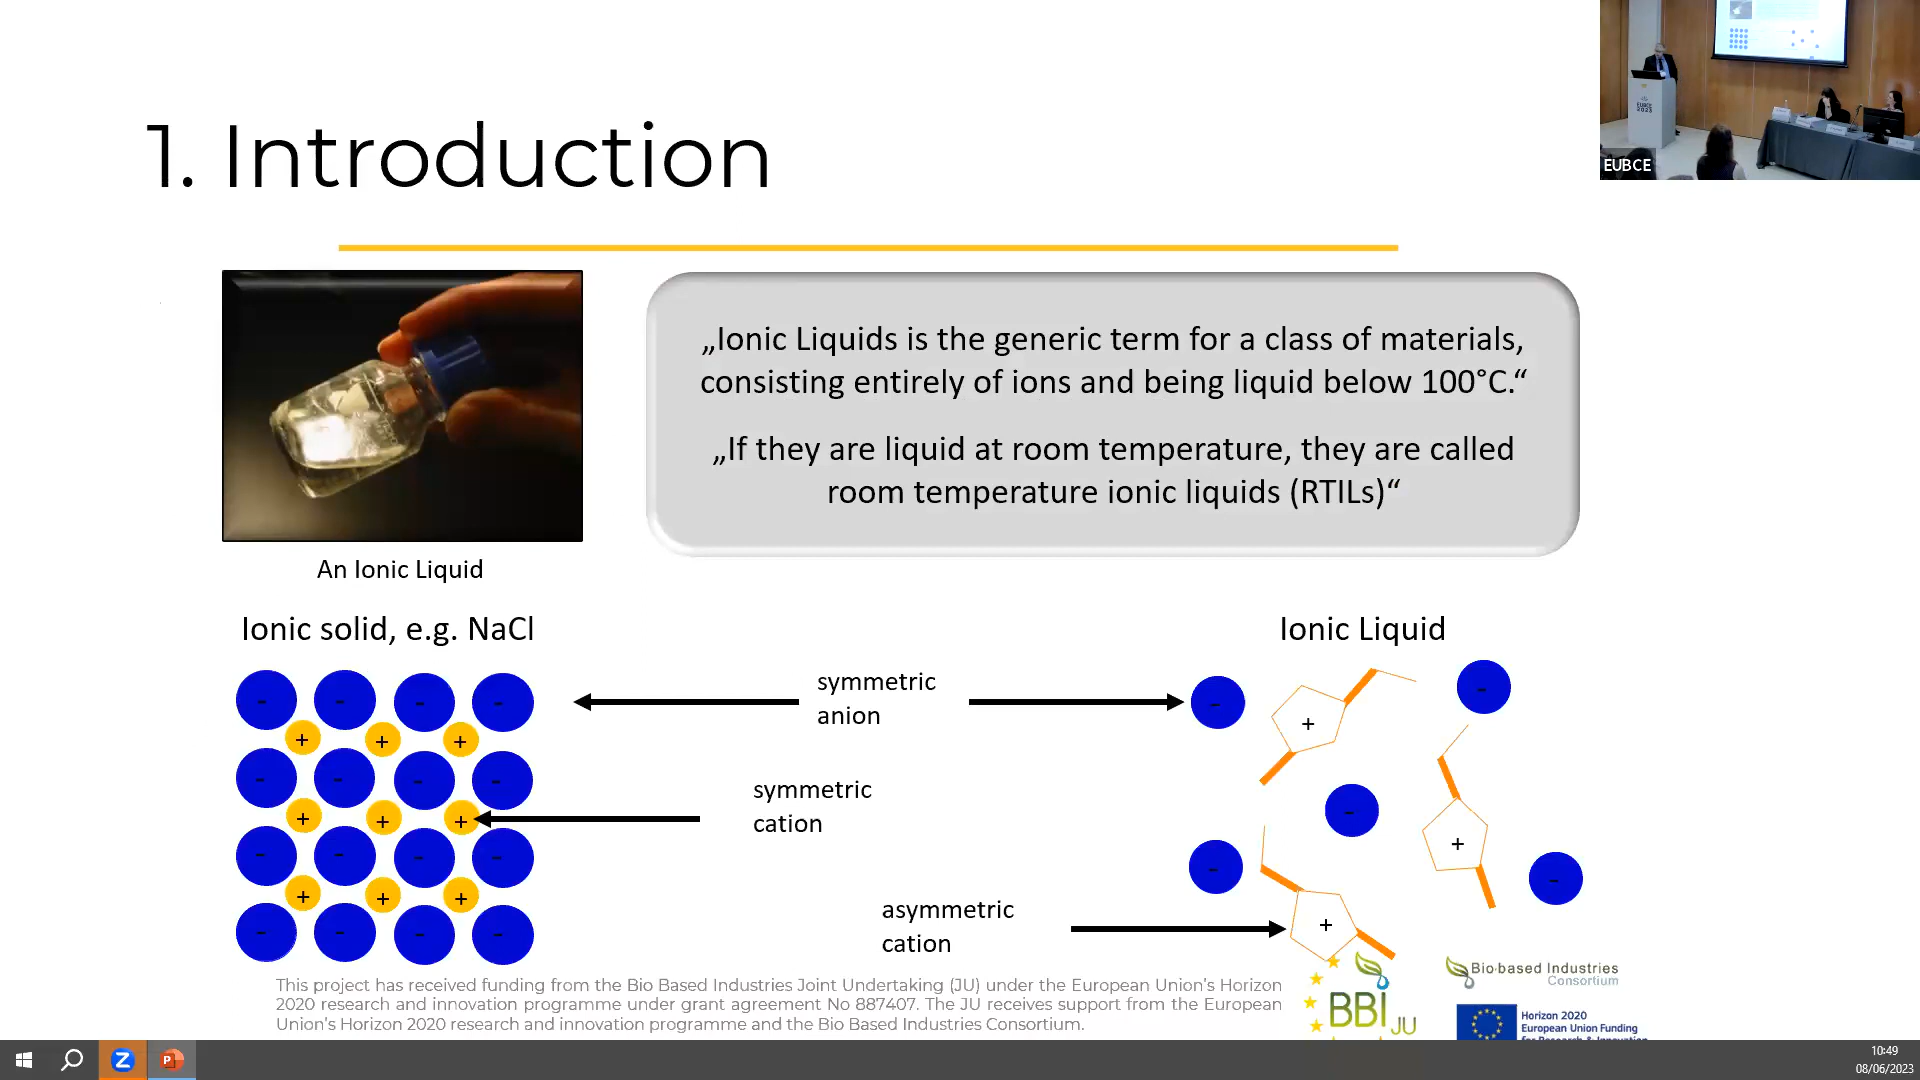 EUBCE
1. Introduction
„Ionic Liquids is the generic term for a class of materials,
consisting entirely of ions and being liquid below 100°C.“
„If they are liquid at room temperature, they are called
room temperature ionic liquids (RTILs)“
An Ionic Liquid
Ionic solid, e.g. NaCl
Ionic Liquid
symmetric
anion
symmetric
cation
asymmetric
cation
This project has received funding from the Bio Based Industries Joint Undertaking (JU) under the European Union's Horizon
2020 research and innovation programme under grant agreement No 887407. The JU receives support from the European
Union's Horizon 2020 research and innovation programme and the Bio Based Industries Consortium.
BBI JU
Bio-based Industries
Consortium
Horizon 2020
European Union Funding
for Research & Innovation
10:49
08/06/2023